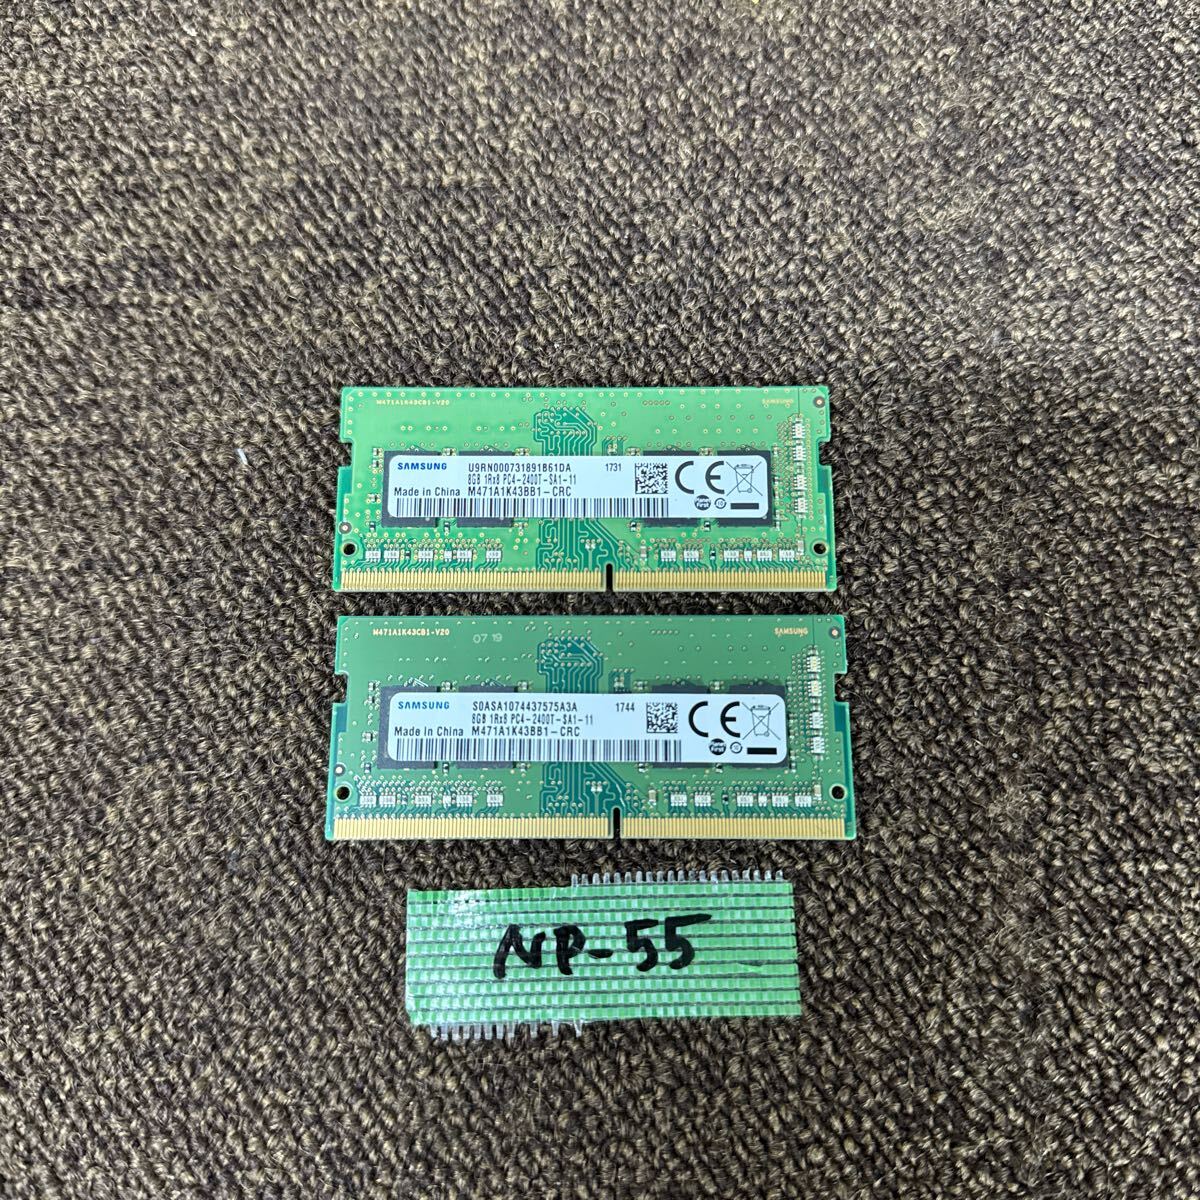 M471A1K43CB1-V20
SAMSUNG
SAMSUNG
U9RN000731891B61DA
1731
8GB 1Rx8 PC4-2400T-SA1-11
Made in China M471A1K43BB1-CRC
CE
M471A1K43CB1-V20
07 19
SAMSUNG
SAMSUNG
S0ASA1074437575A3A
1744
8GB 1Rx8 PC4-2400T-SA1-11
Made in China M471A1K43BB1-CRC
CE
NP-55